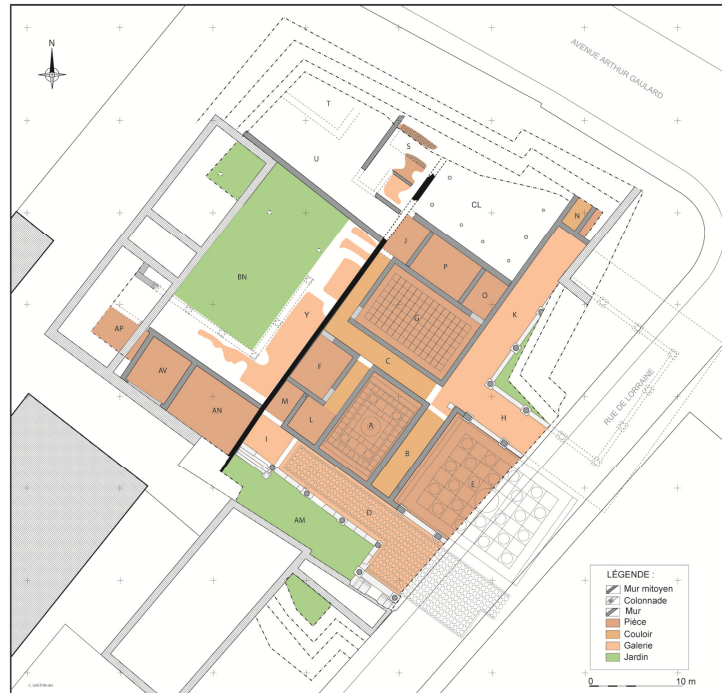 N
AVENUE ARTHUR GAULARD
T
S
U
CL
N
J
P
BN
O
K
G
Y
AP
C
F
AV
H
RUE DE LORRAINE
M
AN
L
A
I
B
E
D
AM
LÉGENDE :
Mur mitoyen
Colonnade
Mur
Pièce
Couloir
Galerie
Jardin
0 10 m